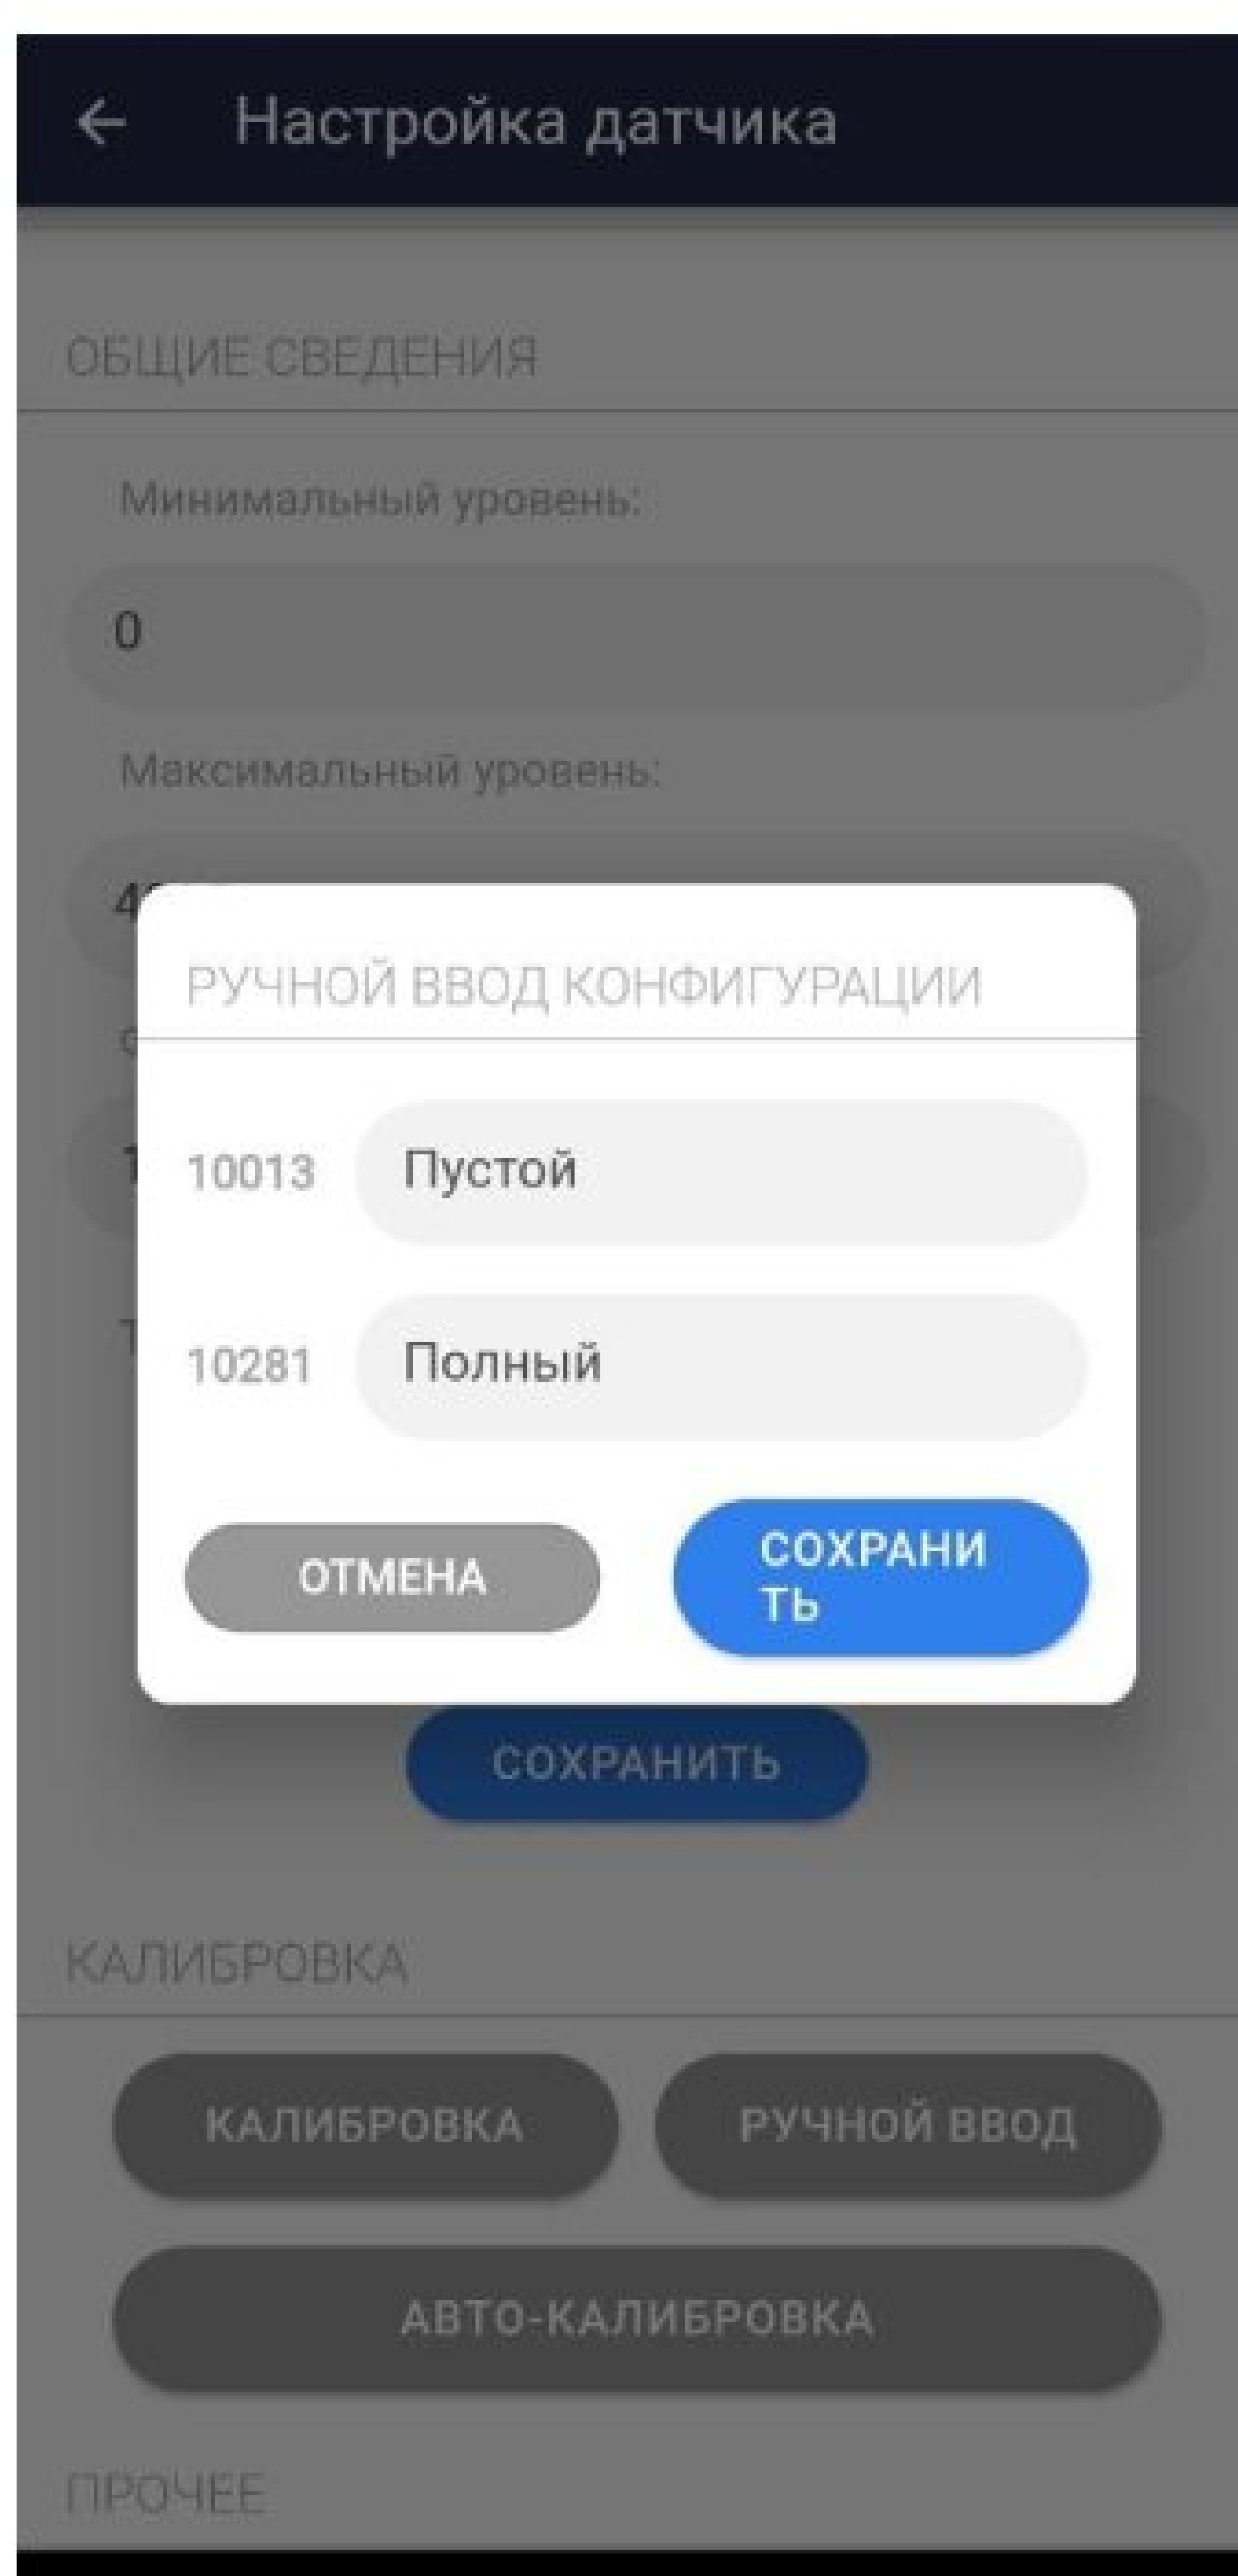 Настройка датчика
ОБЩИЕ СВЕДЕНИЯ
Минимальный уровень:
0
Максимальный уровень:
РУЧНОЙ ВВОД КОНФИГУРАЦИИ
10013 Пустой
10281 Полный
ОТМЕНА
СОХРАНИ
ТЬ
СОХРАНИТЬ
КАЛИБРОВКА
КАЛИБРОВКА РУЧНОЙ ВВОД
АВТО-КАЛИБРОВКА
ПРОЧЕЕ